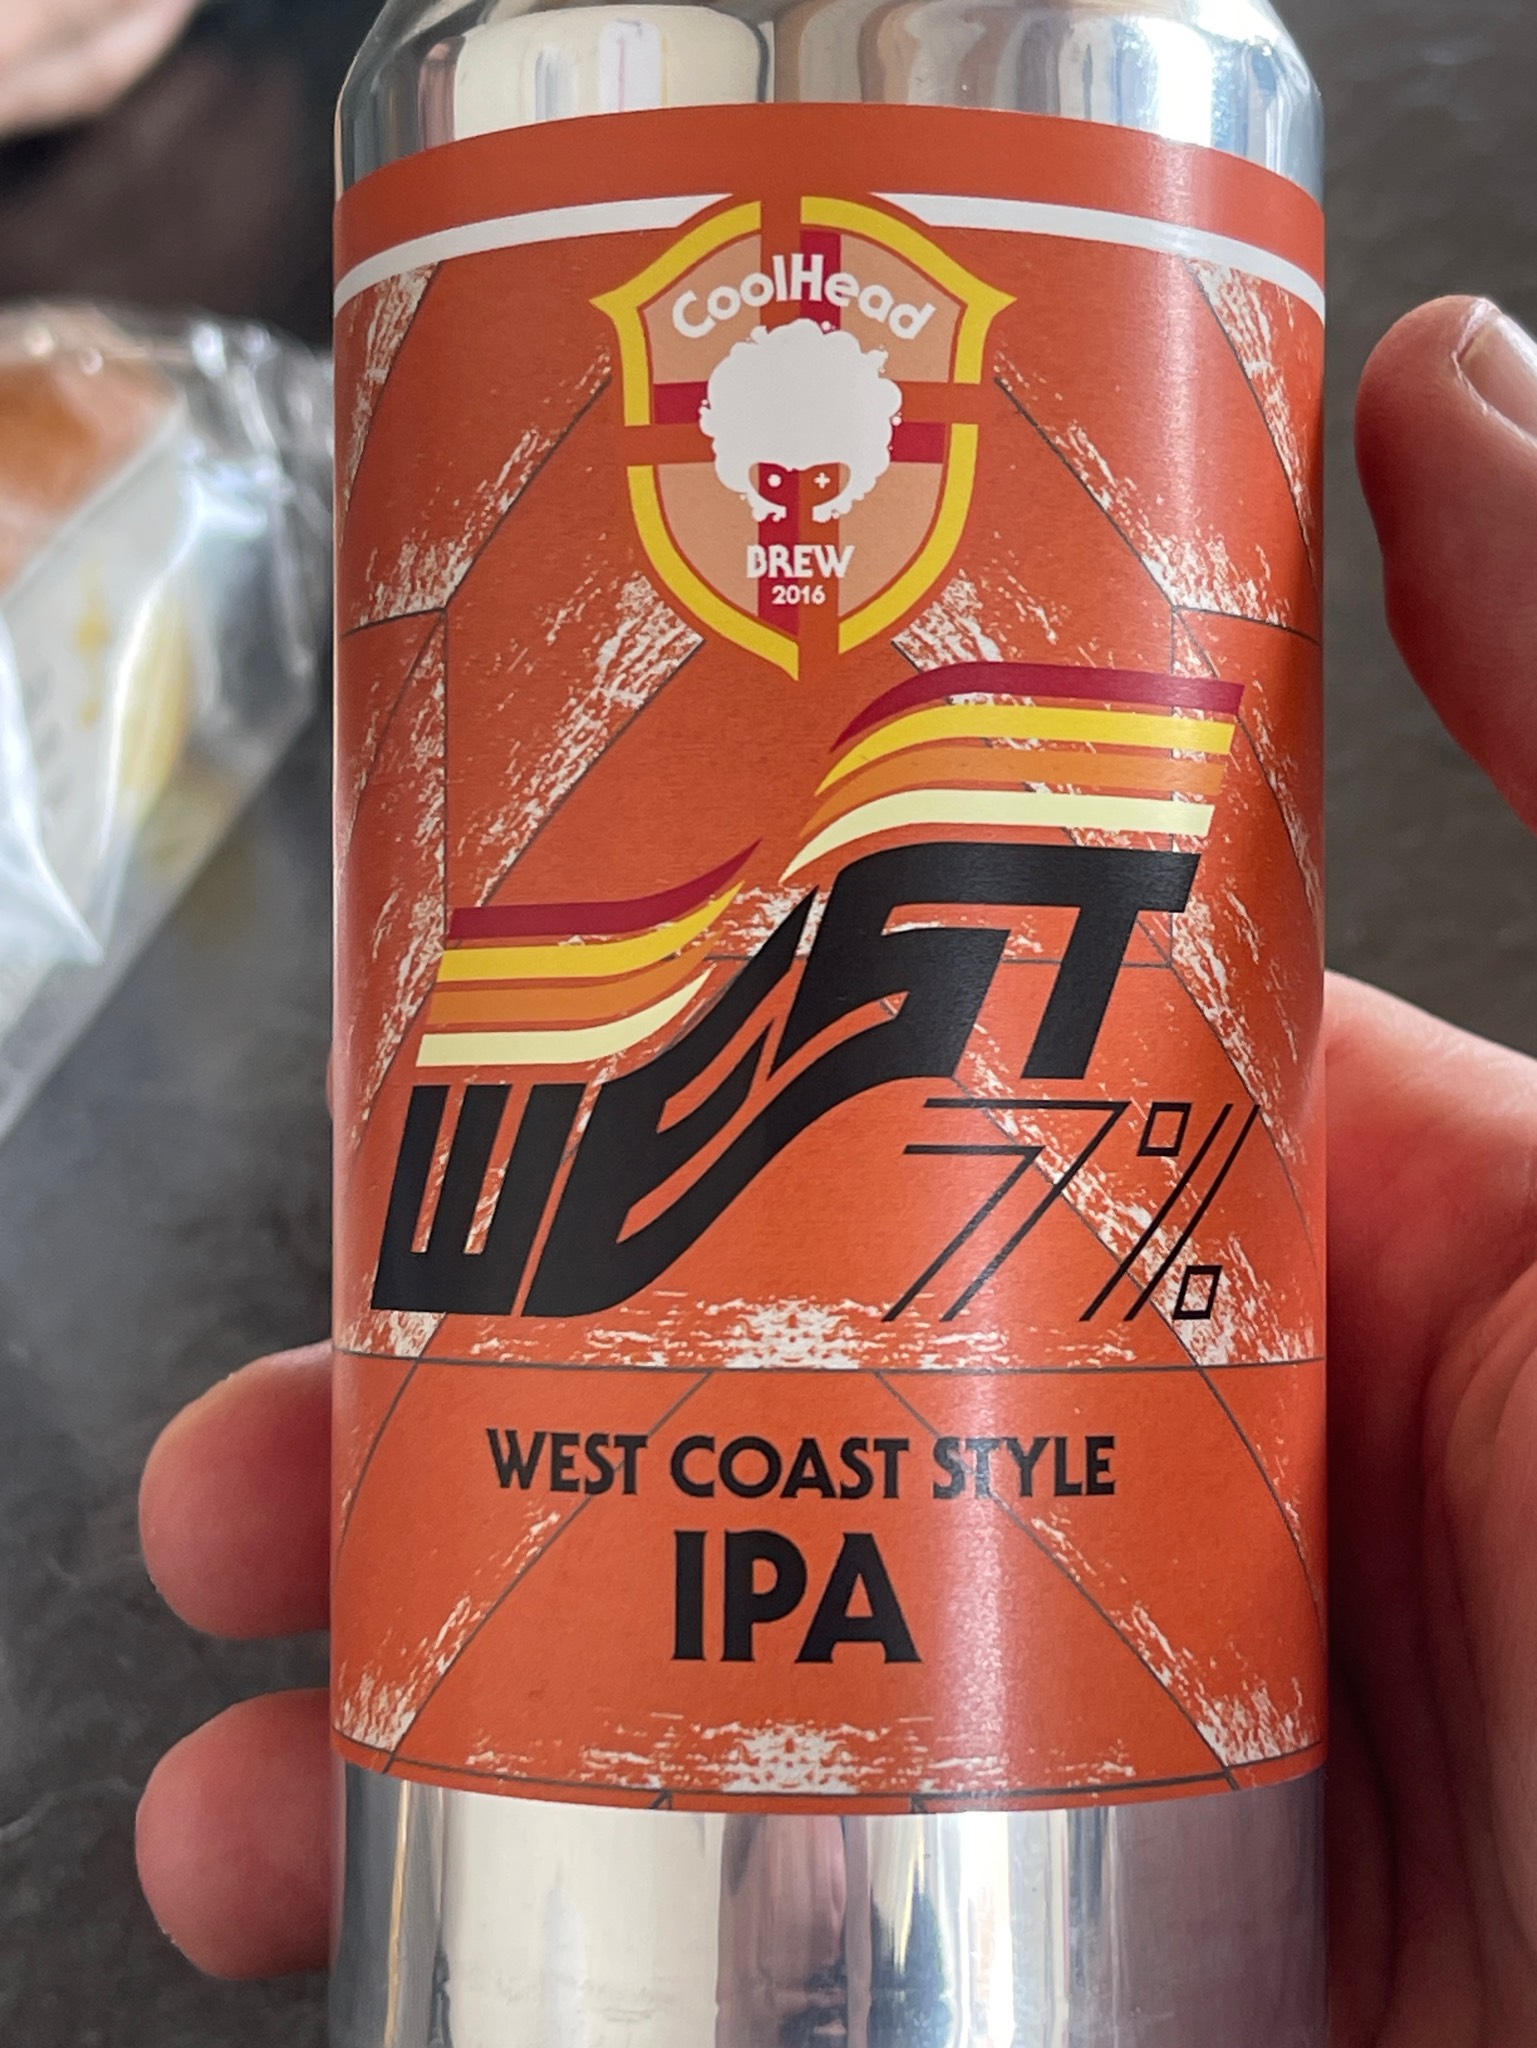 CoolHead
BREW
2016
WEST
7%
WEST COAST STYLE
IPA